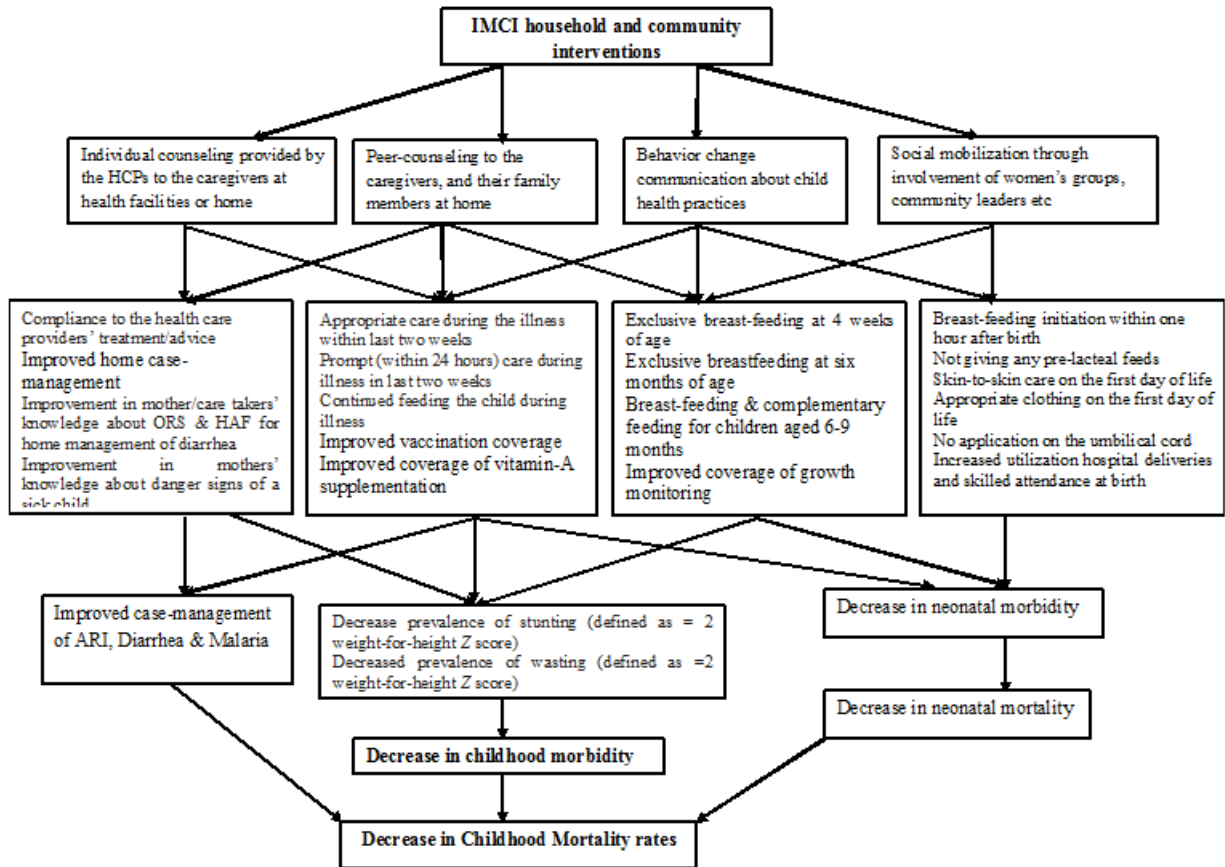 IMCI household and community
interventions
Individual counseling provided by
the HCPs to the caregivers at
health facilities or home
Peer-counseling to the
caregivers, and their family
members at home
Behavior change
communication about child
health practices
Social mobilization through
involvement of women's groups,
community leaders etc
Compliance to the health care
providers' treatment/advice
Improved home case-
management
Improvement in mother/care takers'
knowledge about ORS & HAF for
home management of diarrhea
Improvement in mothers'
knowledge about danger signs of a
sick child
Appropriate care during the illness
within last two weeks
Prompt (within 24 hours) care during
illness in last two weeks
Continued feeding the child during
illness
Improved vaccination coverage
Improved coverage of vitamin-A
supplementation
Exclusive breast-feeding at 4 weeks
of age
Exclusive breastfeeding at six
months of age
Breast-feeding & complementary
feeding for children aged 6-9
months
Improved coverage of growth
monitoring
Breast-feeding initiation within one
hour after birth
Not giving any pre-lacteal feeds
Skin-to-skin care on the first day of life
Appropriate clothing on the first day of
life
No application on the umbilical cord
Increased utilization hospital deliveries
and skilled attendance at birth
Improved case-management
of ARI, Diarrhea & Malaria
Decrease prevalence of stunting (defined as = 2
weight-for-height Z score)
Decreased prevalence of wasting (defined as =2
weight-for-height Z score)
Decrease in neonatal morbidity
Decrease in neonatal mortality
Decrease in childhood morbidity
Decrease in Childhood Mortality rates